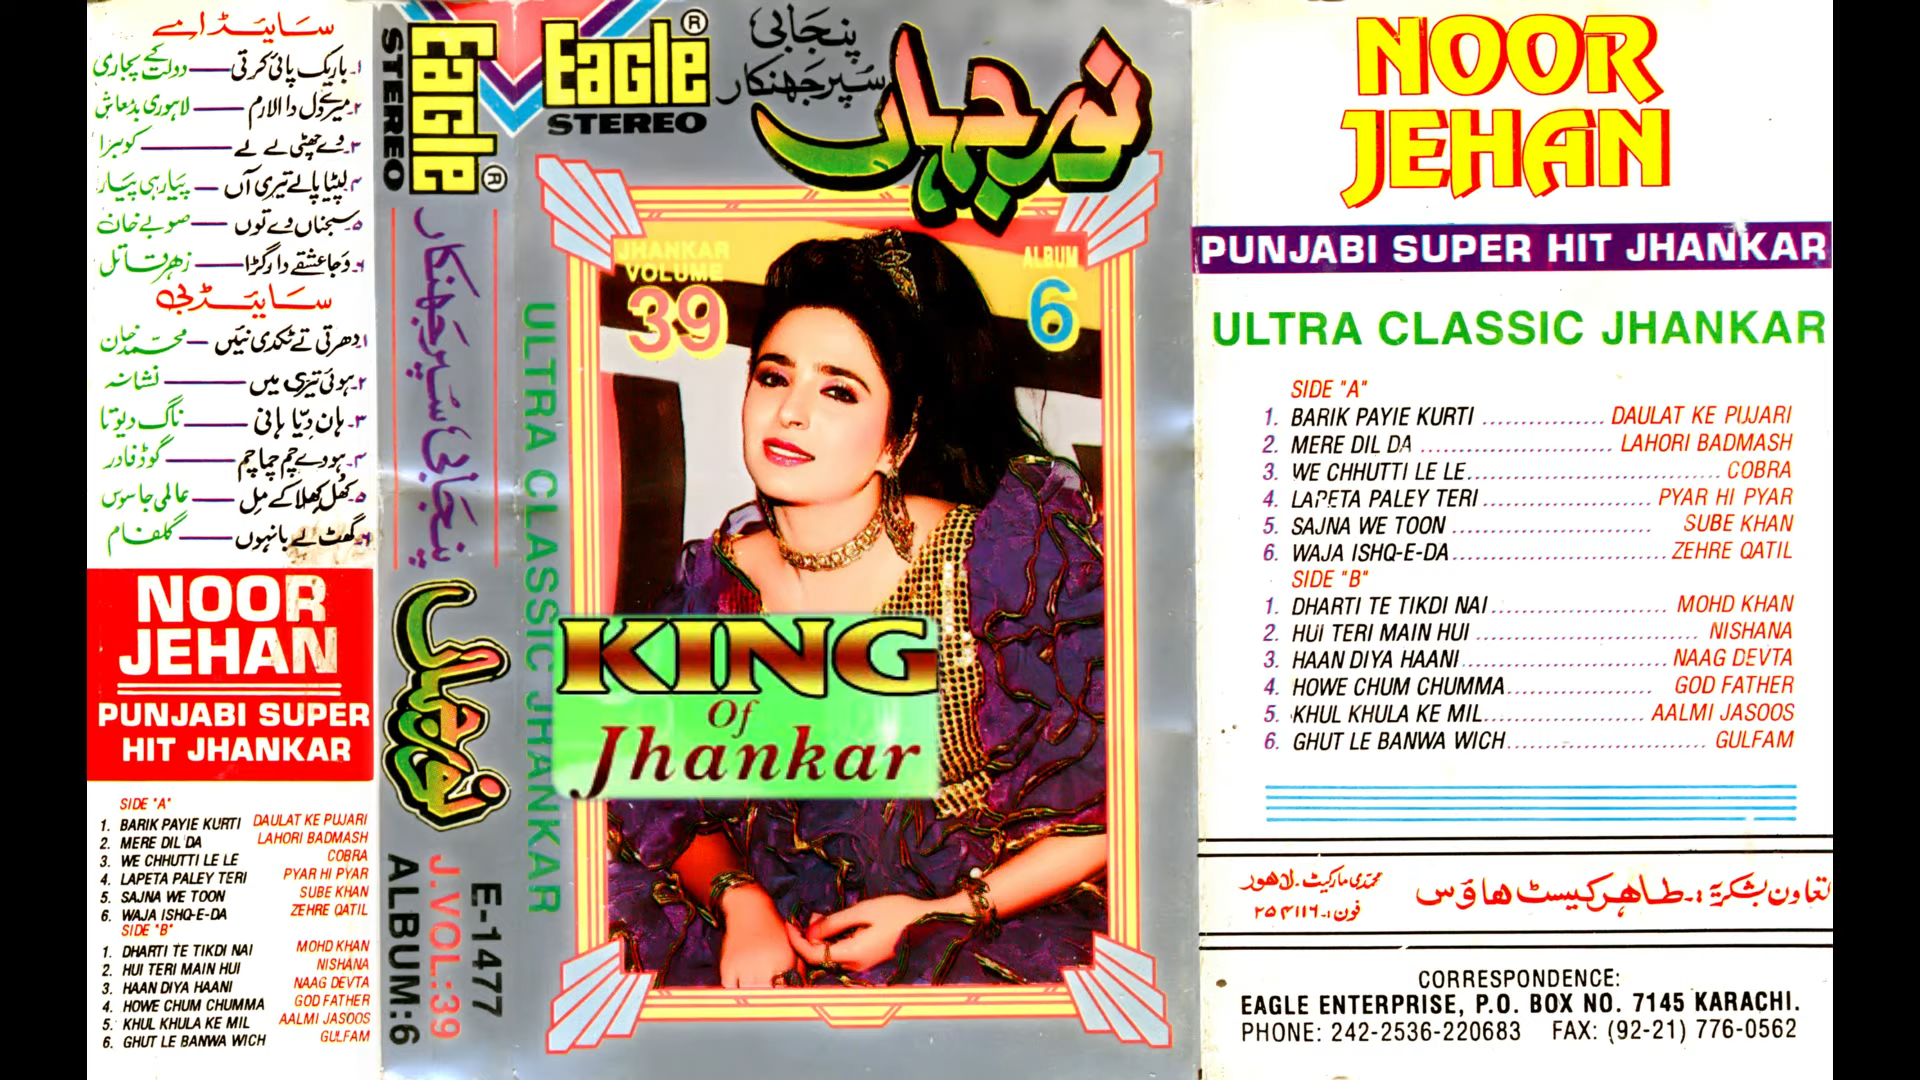 سائیڈ اے
۱۔ باریک پائی کرتی — دولت کے پجاری
۲۔ میرے دل دا الارم — لاہوری بدمعاش
۳۔ وے چھٹی لے لے — کوبرا
۴۔ لپٹیا پالے تیری آں — پیار ہی پیار
۵۔ سجناں وے توں — صوبے خان
۶۔ وجا عشقے دا رگڑا — زہر قاتل
سائیڈ بی
۱۔ دھرتی تے ٹکدی نئیں — محمد خان
۲۔ ہوئی تیری میں — نشانہ
۳۔ ہان دیا ہانی — ناگ دیوتا
۴۔ ہووے چم چما چم — گوڈ فادر
۵۔ کھل کھلا کے مل — عالمی جاسوس
۶۔ گھٹ لے بانہوں — گلفام
NOOR
JEHAN
PUNJABI SUPER
HIT JHANKAR
SIDE "A"
1. BARIK PAYIE KURTI DAULAT KE PUJARI
2. MERE DIL DA LAHORI BADMASH
3. WE CHHUTTI LE LE COBRA
4. LAPETA PALEY TERI PYAR HI PYAR
5. SAJNA WE TOON SUBE KHAN
6. WAJA ISHQ-E-DA ZEHRE QATIL
SIDE "B"
1. DHARTI TE TIKDI NAI MOHD KHAN
2. HUI TERI MAIN HUI NISHANA
3. HAAN DIYA HAANI NAAG DEVTA
4. HOWE CHUM CHUMMA GOD FATHER
5. KHUL KHULA KE MIL AALMI JASOOS
6. GHUT LE BANWA WICH GULFAM
Eagle®
STEREO
پنجابی سپر جھنکار
نورجہاں
E-1477
J.VOL:39
ALBUM:6
Eagle®
STEREO
پنجابی
سپر جھنکار
نورجہاں
ULTRA CLASSIC JHANKAR
JHANKAR
VOLUME
39
ALBUM
6
KING
Of
Jhankar
NOOR
JEHAN
PUNJABI SUPER HIT JHANKAR
ULTRA CLASSIC JHANKAR
SIDE "A"
1. BARIK PAYIE KURTI ................ DAULAT KE PUJARI
2. MERE DIL DA ......................... LAHORI BADMASH
3. WE CHHUTTI LE LE ................................. COBRA
4. LAPETA PALEY TERI ...................... PYAR HI PYAR
5. SAJNA WE TOON .......................... SUBE KHAN
6. WAJA ISHQ-E-DA ............................ ZEHRE QATIL
SIDE "B"
1. DHARTI TE TIKDI NAI ....................... MOHD KHAN
2. HUI TERI MAIN HUI ............................. NISHANA
3. HAAN DIYA HAANI ........................... NAAG DEVTA
4. HOWE CHUM CHUMMA ................... GOD FATHER
5. KHUL KHULA KE MIL ..................... AALMI JASOOS
6. GHUT LE BANWA WICH .......................... GULFAM
تعاون بشکریہ:۔ طاہر کیسٹ ہاؤس محمدی مارکیٹ۔ لاہور
فون:۔ ۲۵۴۱۱۶
CORRESPONDENCE:
EAGLE ENTERPRISE, P.O. BOX NO. 7145 KARACHI.
PHONE: 242-2536-220683 FAX: (92-21) 776-0562